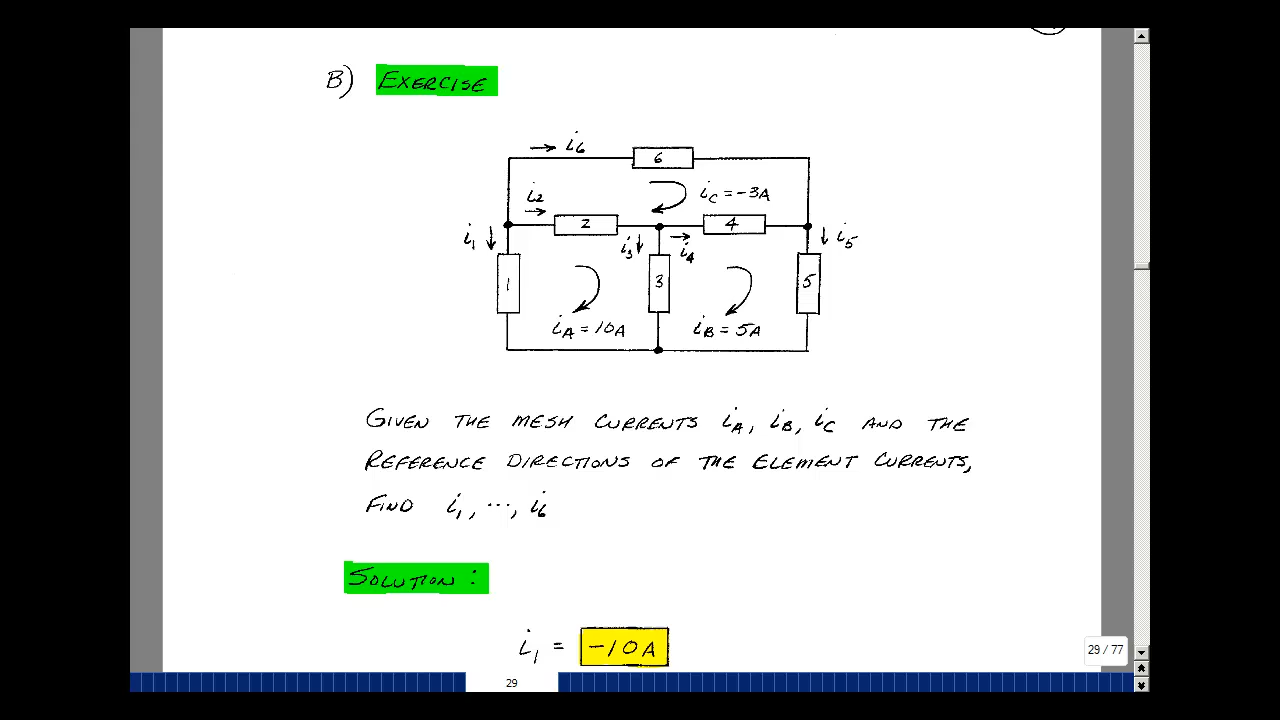 B) EXERCISE
i6
6
i2
iC = -3A
2
4
i1
i3
i4
i5
1
3
5
iA = 10A
iB = 5A
GIVEN THE MESH CURRENTS iA, iB, iC AND THE
REFERENCE DIRECTIONS OF THE ELEMENT CURRENTS,
FIND i1, ..., i6
SOLUTION:
i1 = -10A
29 / 77
29